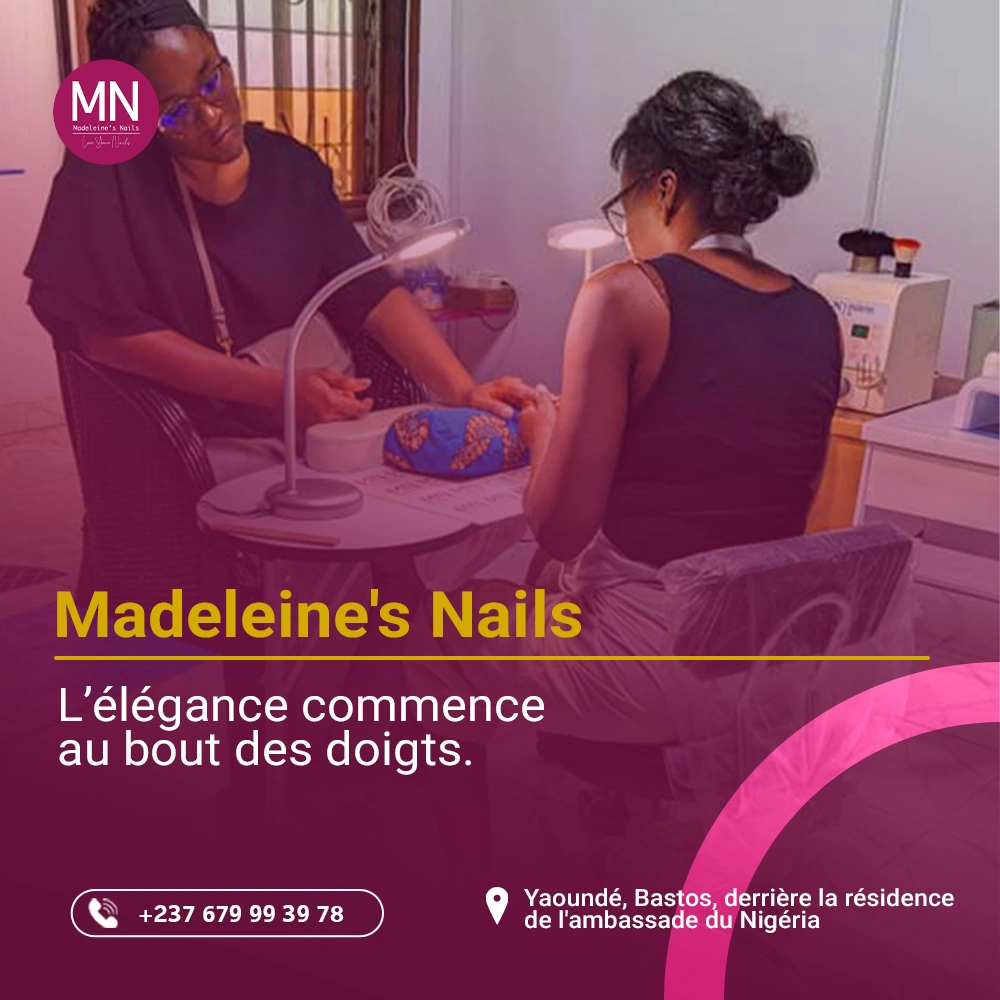 MN
Madeleine's Nails
Love Your Nails
Madeleine's Nails
L’élégance commence
au bout des doigts.
+237 679 99 39 78
Yaoundé, Bastos, derrière la résidence
de l'ambassade du Nigéria